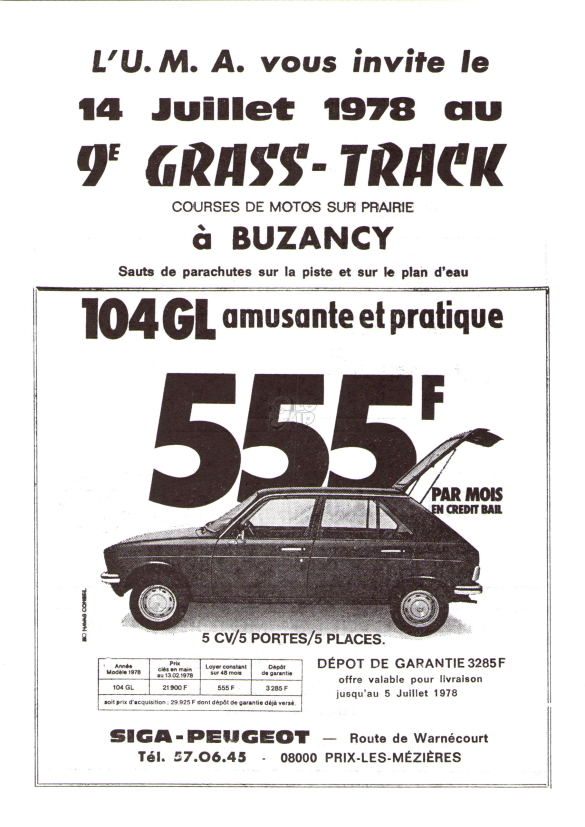 L'U. M. A. vous invite le
14 Juillet 1978 au
9E GRASS-TRACK
COURSES DE MOTOS SUR PRAIRIE
à BUZANCY
Sauts de parachutes sur la piste et sur le plan d'eau
104 GL amusante et pratique
555F
PAR MOIS
EN CREDIT BAIL
HAVAS CONSEIL
5 CV/5 PORTES/5 PLACES.
Année Modèle 1978 | Prix clés en main au 13.02.1978 | Loyer constant sur 48 mois | Dépôt de garantie
104 GL | 21900 F | 555 F | 3285 F
soit prix d'acquisition : 29.925 F dont dépôt de garantie déjà versé.
DÉPOT DE GARANTIE 3285 F
offre valable pour livraison
jusqu'au 5 Juillet 1978
SIGA-PEUGEOT — Route de Warnécourt
Tél. 57.06.45 - 08000 PRIX-LES-MÉZIÈRES